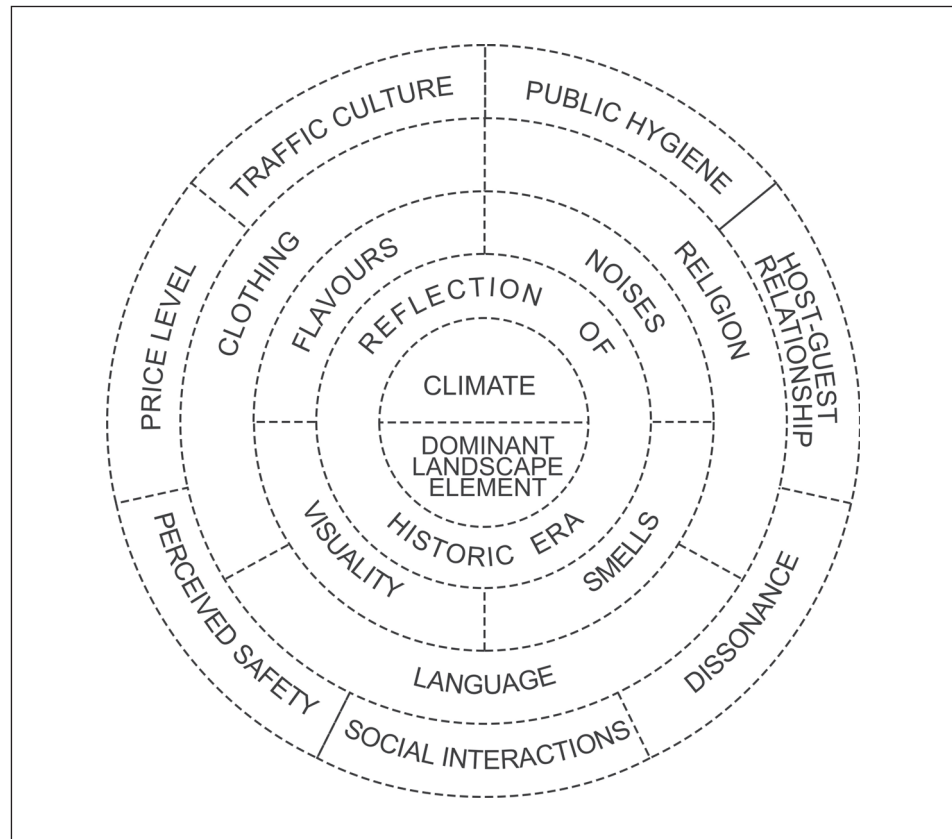 TRAFFIC CULTURE
PUBLIC HYGIENE
HOST-GUEST
RELATIONSHIP
DISSONANCE
SOCIAL INTERACTIONS
PERCEIVED SAFETY
PRICE LEVEL
CLOTHING
RELIGION
LANGUAGE
FLAVOURS
NOISES
SMELLS
VISUALITY
REFLECTION OF
HISTORIC ERA
CLIMATE
DOMINANT
LANDSCAPE
ELEMENT